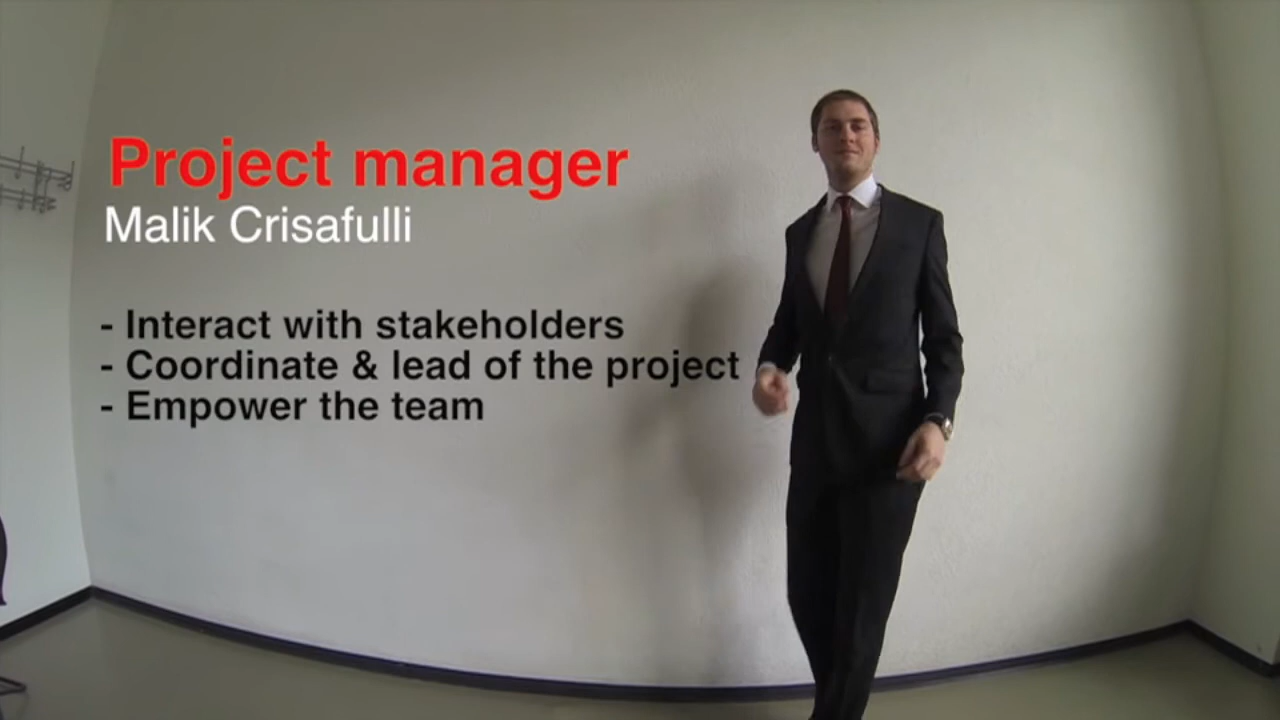 Project manager
Malik Crisafulli
- Interact with stakeholders
- Coordinate & lead of the project
- Empower the team